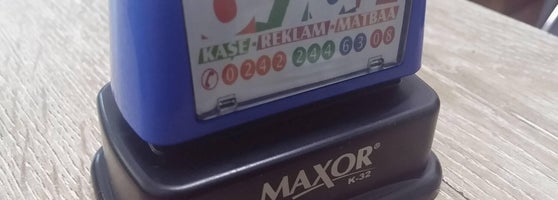 KAŞE • REKLAM • MATBAA
0242 244 63 08
MAXOR®
K-32